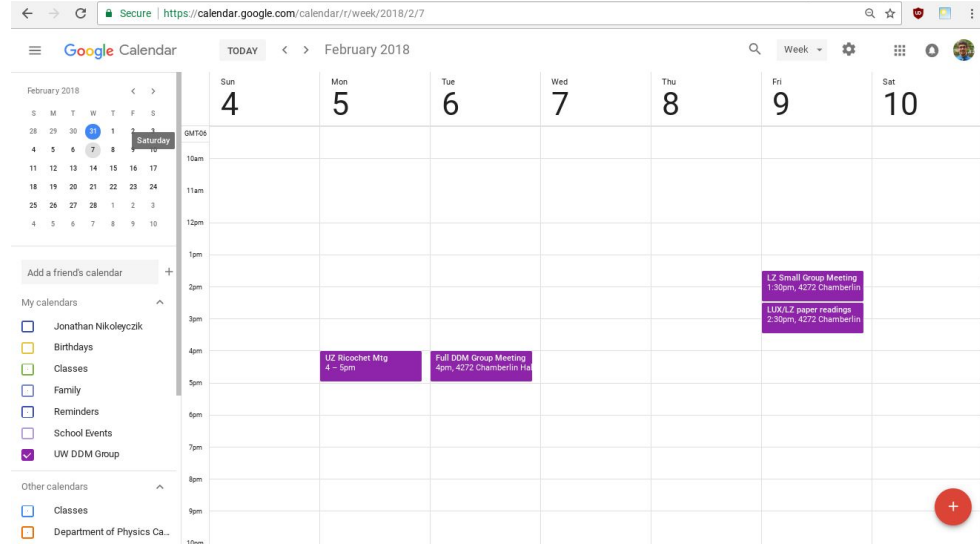 Secure https://calendar.google.com/calendar/r/week/2018/2/7
Google Calendar
TODAY
February 2018
Week
February 2018
S M T W T F S
28 29 30 31 1 2 3
4 5 6 7 8 9 10
11 12 13 14 15 16 17
18 19 20 21 22 23 24
25 26 27 28 1 2 3
4 5 6 7 8 9 10
Saturday
Add a friend's calendar
My calendars
Jonathan Nikoleyczik
Birthdays
Classes
Family
Reminders
School Events
UW DDM Group
Other calendars
Classes
Department of Physics Ca...
Sun Mon Tue Wed Thu Fri Sat
4 5 6 7 8 9 10
GMT-06
10am
11am
12pm
1pm
2pm
3pm
4pm
5pm
6pm
7pm
8pm
9pm
10pm
UZ Ricochet Mtg
4 – 5pm
Full DDM Group Meeting
4pm, 4272 Chamberlin Hal
LZ Small Group Meeting
1:30pm, 4272 Chamberlin
LUX/LZ paper readings
2:30pm, 4272 Chamberlin